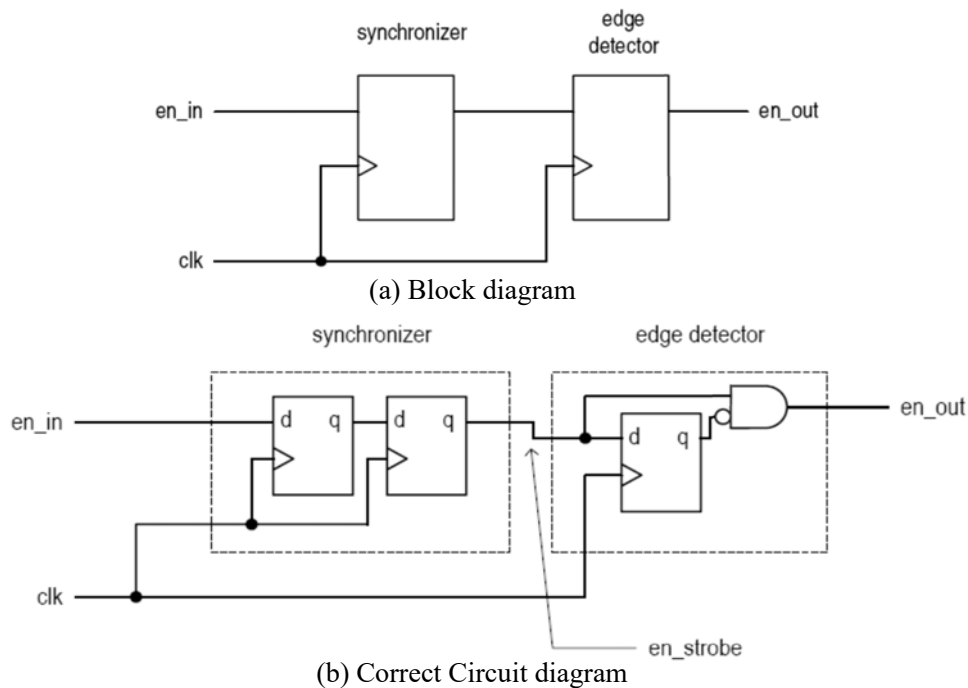 synchronizer
edge
detector
en_in
en_out
clk
(a) Block diagram
synchronizer
edge detector
en_in
d q
d q
d q
en_out
clk
en_strobe
(b) Correct Circuit diagram